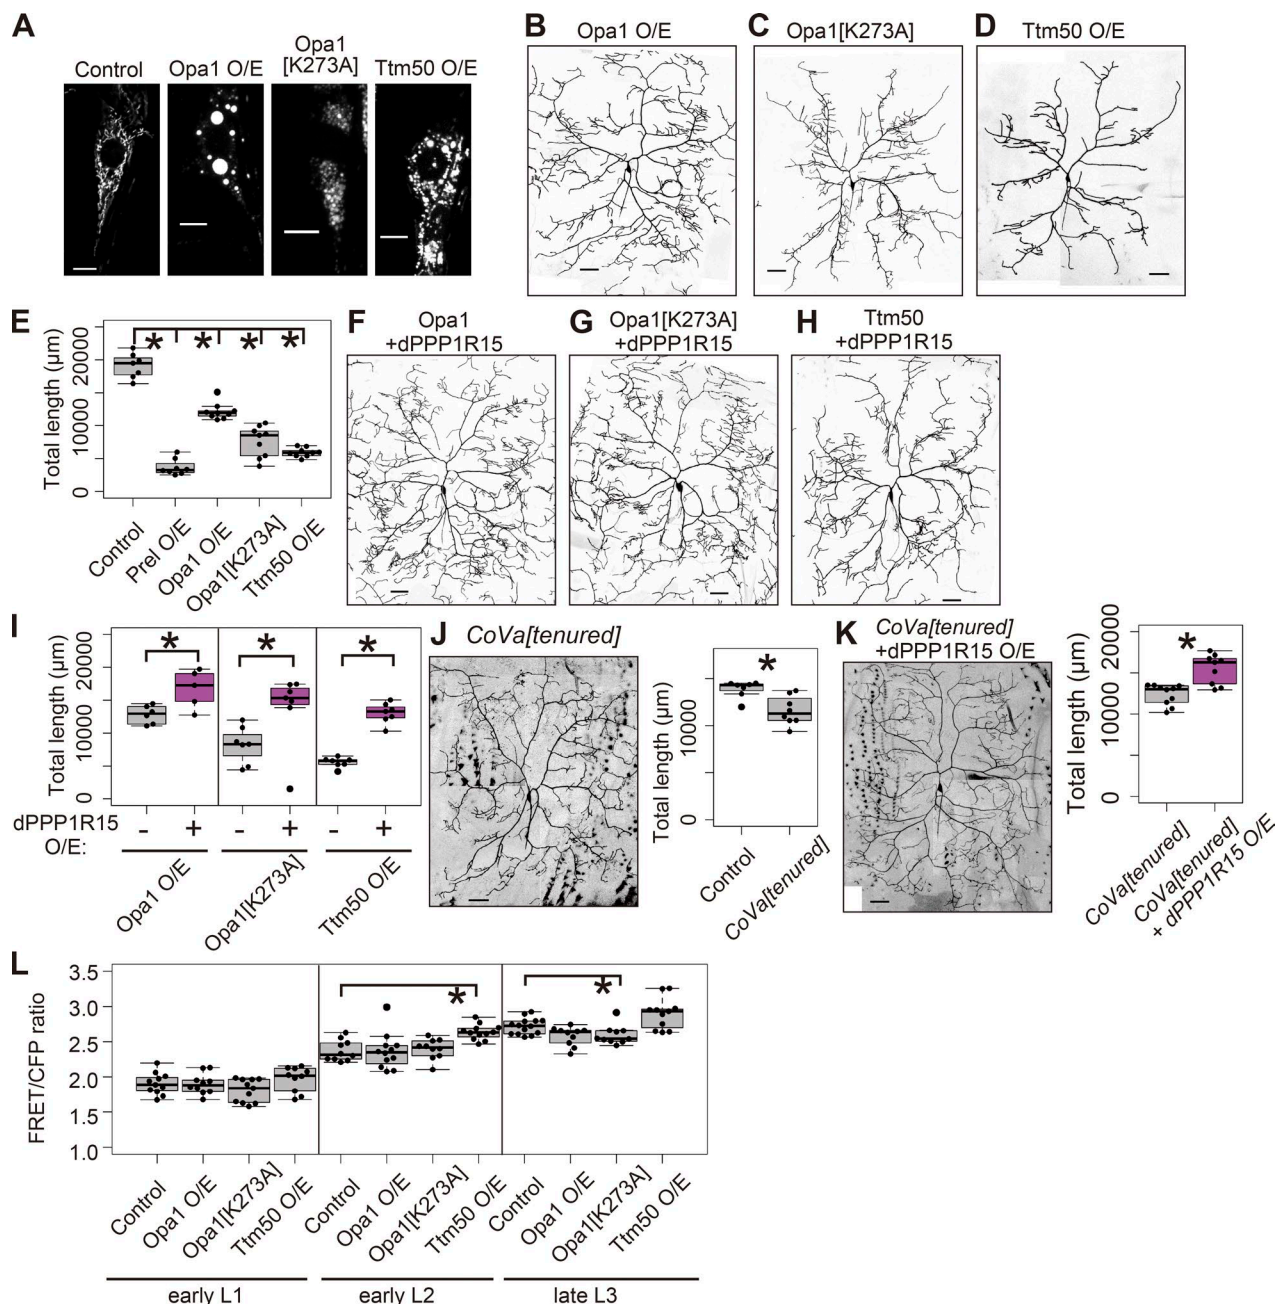 A
Control
Opa1 O/E
Opa1
[K273A]
Ttm50 O/E
B
Opa1 O/E
C
Opa1[K273A]
D
Ttm50 O/E
E
Total length (µm)
0
10000
20000
*
*
*
*
Control
Prel O/E
Opa1 O/E
Opa1[K273A]
Ttm50 O/E
F
Opa1
+dPPP1R15
G
Opa1[K273A]
+dPPP1R15
H
Ttm50
+dPPP1R15
I
Total length (µm)
0
10000
20000
*
*
*
dPPP1R15
O/E:
- + - + - +
Opa1 O/E
Opa1[K273A]
Ttm50 O/E
J
CoVa[tenured]
Total length (µm)
0
10000
*
Control
CoVa[tenured]
K
CoVa[tenured]
+dPPP1R15 O/E
Total length (µm)
0
10000
20000
*
CoVa[tenured]
CoVa[tenured]
+ dPPP1R15 O/E
L
FRET/CFP ratio
3.5
3.0
2.5
2.0
1.5
1.0
*
*
Control
Opa1 O/E
Opa1[K273A]
Ttm50 O/E
Control
Opa1 O/E
Opa1[K273A]
Ttm50 O/E
Control
Opa1 O/E
Opa1[K273A]
Ttm50 O/E
early L1
early L2
late L3